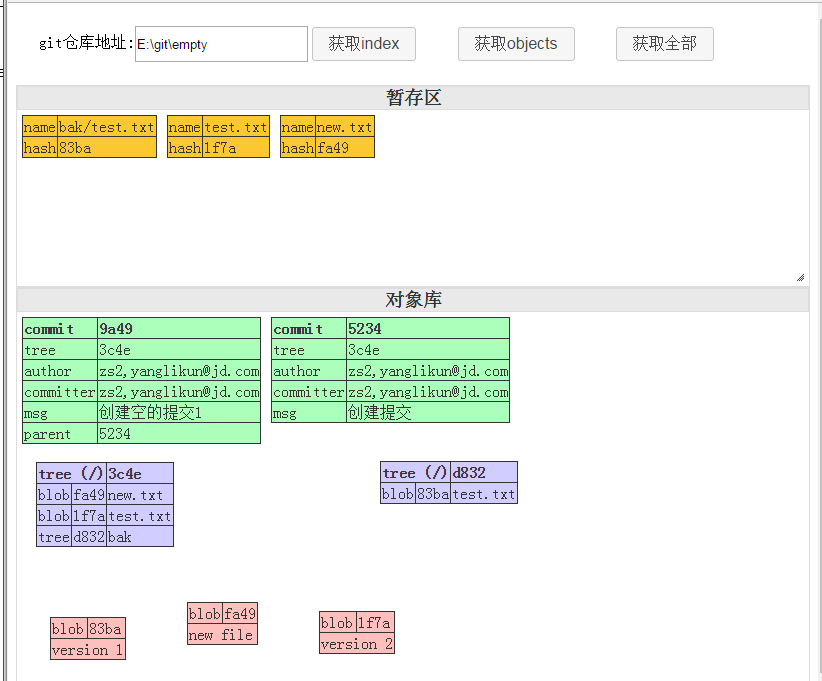 git仓库地址: E:\git\empty 获取index 获取objects 获取全部
暂存区
name bak/test.txt name test.txt name new.txt
hash 83ba hash 1f7a hash fa49
对象库
commit 9a49 commit 5234
tree 3c4e tree 3c4e
author zs2,yanglikun@jd.com author zs2,yanglikun@jd.com
committer zs2,yanglikun@jd.com committer zs2,yanglikun@jd.com
msg 创建空的提交1 msg 创建提交
parent 5234
tree (/) 3c4e tree (/) d832
blob fa49 new.txt blob 83ba test.txt
blob 1f7a test.txt
tree d832 bak
blob 83ba blob fa49 blob 1f7a
version 1 new file version 2